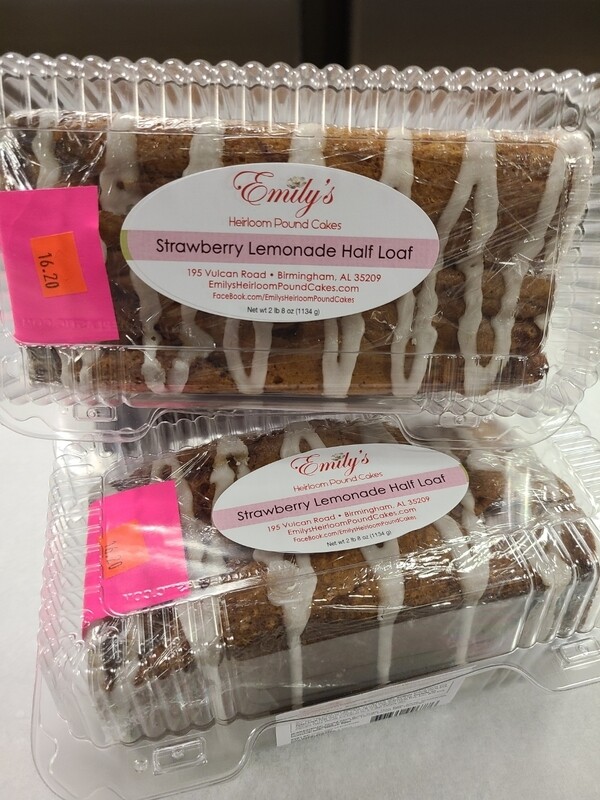 Emily's
Heirloom Pound Cakes
Strawberry Lemonade Half Loaf
195 Vulcan Road • Birmingham, AL 35209
EmilysHeirloomPoundCakes.com
FaceBook.com/EmilysHeirloomPoundCakes
Net wt 2 lb 8 oz (1134 g)
16.20
Emily's
Heirloom Pound Cakes
Strawberry Lemonade Half Loaf
195 Vulcan Road • Birmingham, AL 35209
EmilysHeirloomPoundCakes.com
FaceBook.com/EmilysHeirloomPoundCakes
Net wt 2 lb 8 oz (1134 g)